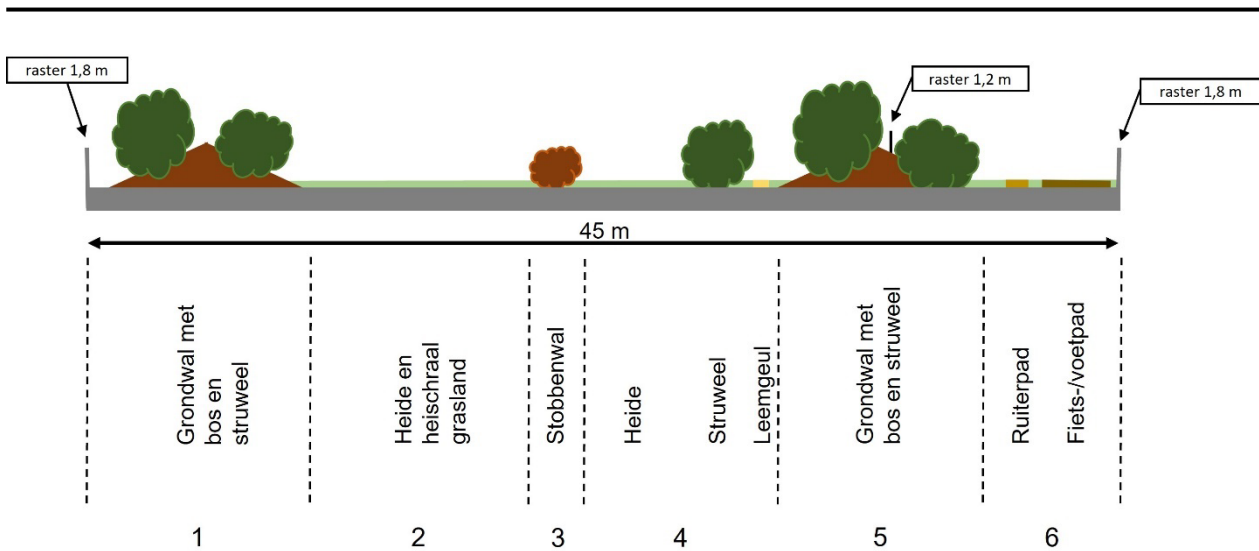 raster 1,8 m
raster 1,2 m
raster 1,8 m
45 m
Grondwal met
bos en
struweel
Heide en
heischraal
grasland
Stobbenwal
Heide
Struweel
Leemgeul
Grondwal met
bos en struweel
Ruiterpad
Fiets-/voetpad
1
2
3
4
5
6